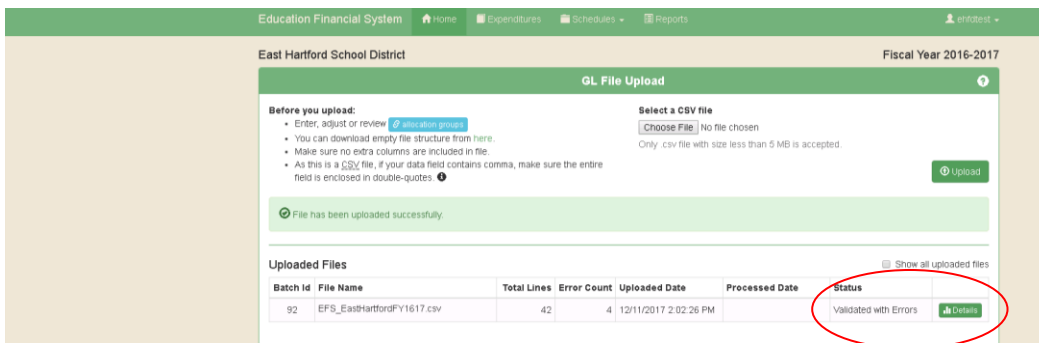 Education Financial System Home Expenditures Schedules Reports
East Hartford School District Fiscal Year 2016-2017
GL File Upload
Before you upload:
Enter, adjust or review allocation groups
You can download empty file structure from here.
Make sure no extra columns are included in file.
As this is a CSV file, if your data field contains comma, make sure the entire
field is enclosed in double-quotes.
Select a CSV file
Choose File No file chosen
Only .csv file with size less than 5 MB is accepted.
Upload
File has been uploaded successfully.
Uploaded Files Show all uploaded files
Batch Id File Name Total Lines Error Count Uploaded Date Processed Date Status
92 EFS_EastHartfordFY1617.csv 42 4 12/11/2017 2:02:26 PM Validated with Errors Details